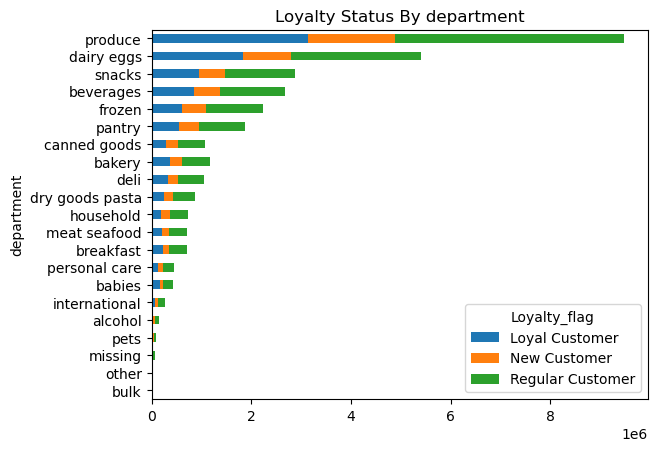 Loyalty Status By department
produce
dairy eggs
snacks
beverages
frozen
pantry
canned goods
bakery
deli
dry goods pasta
household
meat seafood
breakfast
personal care
babies
international
alcohol
pets
missing
other
bulk
department
Loyalty_flag
Loyal Customer
New Customer
Regular Customer
0 2 4 6 8
1e6